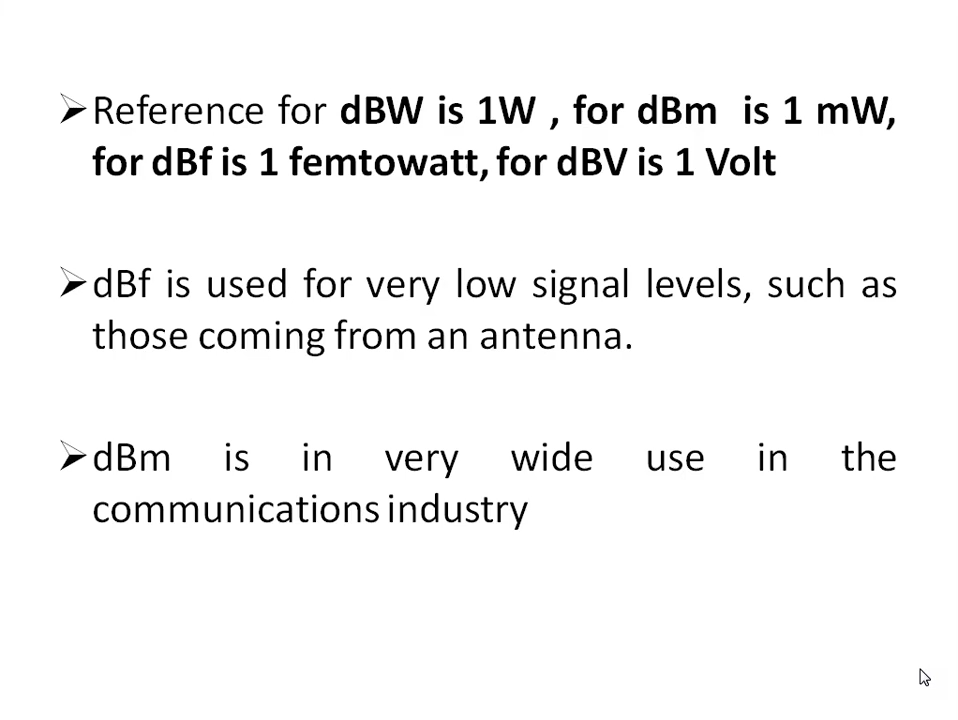 ➢Reference for dBW is 1W , for dBm is 1 mW,
for dBf is 1 femtowatt, for dBV is 1 Volt
➢dBf is used for very low signal levels, such as
those coming from an antenna.
➢dBm is in very wide use in the
communications industry